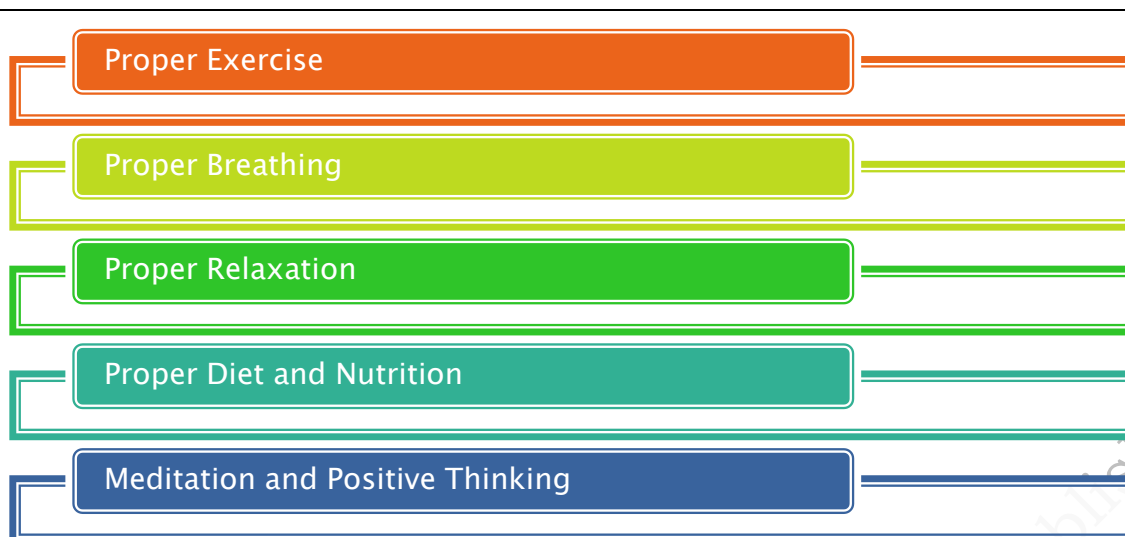 Proper Exercise
Proper Breathing
Proper Relaxation
Proper Diet and Nutrition
Meditation and Positive Thinking